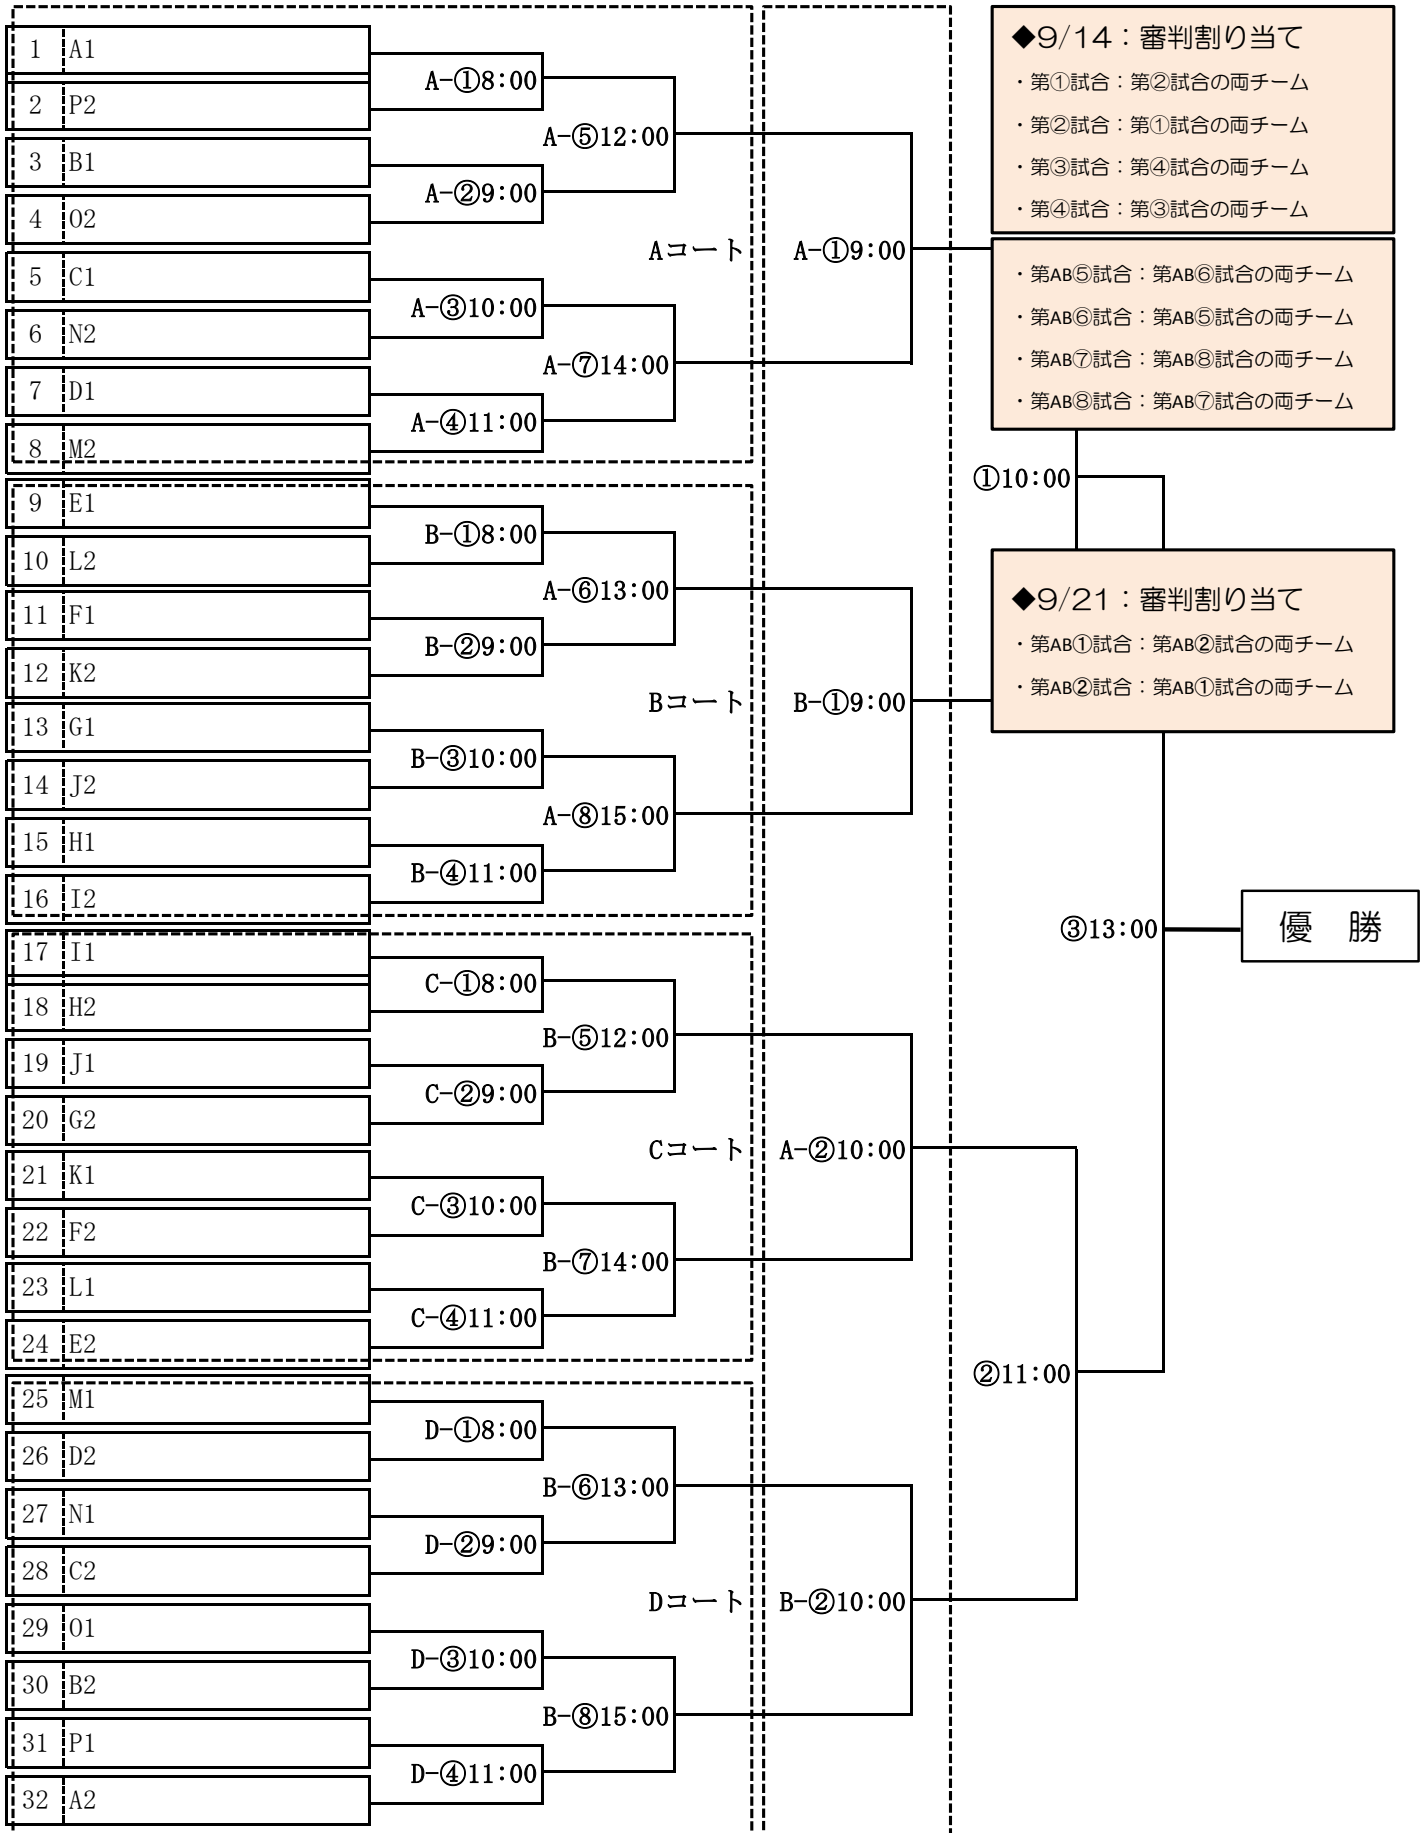 1 A1
2 P2
3 B1
4 O2
5 C1
6 N2
7 D1
8 M2
9 E1
10 L2
11 F1
12 K2
13 G1
14 J2
15 H1
16 I2
17 I1
18 H2
19 J1
20 G2
21 K1
22 F2
23 L1
24 E2
25 M1
26 D2
27 N1
28 C2
29 O1
30 B2
31 P1
32 A2
A-①8:00
A-②9:00
A-③10:00
A-④11:00
B-①8:00
B-②9:00
B-③10:00
B-④11:00
C-①8:00
C-②9:00
C-③10:00
C-④11:00
D-①8:00
D-②9:00
D-③10:00
D-④11:00
A-⑤12:00
A-⑦14:00
A-⑥13:00
A-⑧15:00
B-⑤12:00
B-⑦14:00
B-⑥13:00
B-⑧15:00
Aコート
Bコート
Cコート
Dコート
A-①9:00
B-①9:00
A-②10:00
B-②10:00
◆9/14：審判割り当て
・第①試合：第②試合の両チーム
・第②試合：第①試合の両チーム
・第③試合：第④試合の両チーム
・第④試合：第③試合の両チーム
・第AB⑤試合：第AB⑥試合の両チーム
・第AB⑥試合：第AB⑤試合の両チーム
・第AB⑦試合：第AB⑧試合の両チーム
・第AB⑧試合：第AB⑦試合の両チーム
①10:00
◆9/21：審判割り当て
・第AB①試合：第AB②試合の両チーム
・第AB②試合：第AB①試合の両チーム
③13:00
優　勝
②11:00